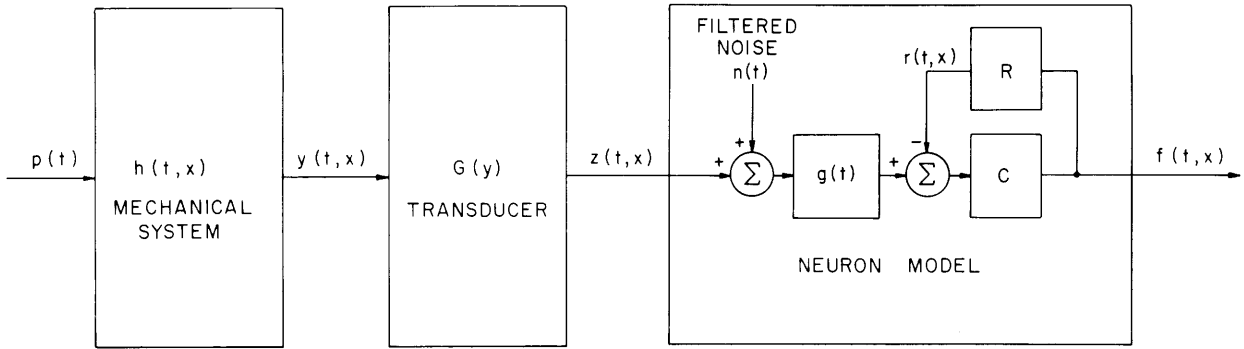 p(t)
h(t,x)
MECHANICAL
SYSTEM
y(t,x)
G(y)
TRANSDUCER
z(t,x)
FILTERED
NOISE
n(t)
+
+
Σ
g(t)
+
−
Σ
r(t,x)
R
C
f(t,x)
NEURON MODEL